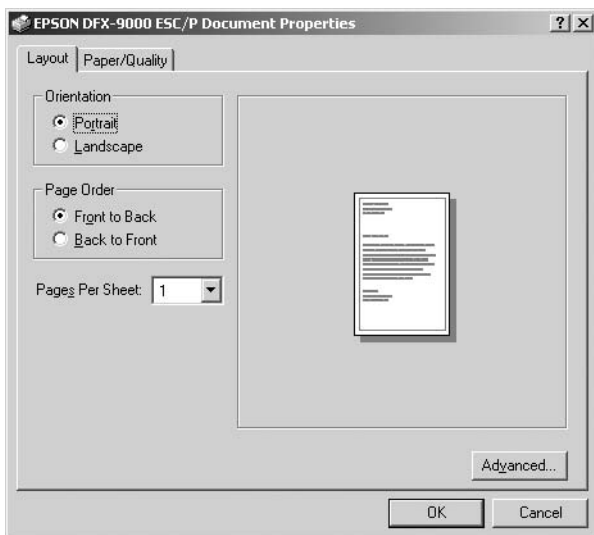 EPSON DFX-9000 ESC/P Document Properties
Layout
Paper/Quality
Orientation
Portrait
Landscape
Page Order
Front to Back
Back to Front
Pages Per Sheet: 1
Advanced...
OK
Cancel